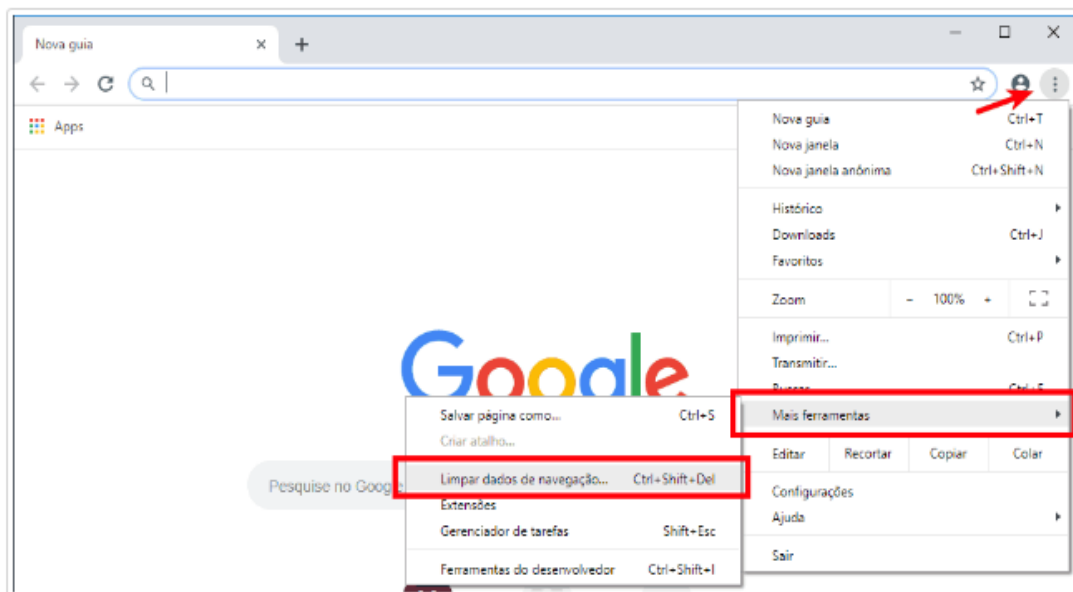 Nova guia
Apps
Nova guia Ctrl+T
Nova janela Ctrl+N
Nova janela anônima Ctrl+Shift+N
Histórico
Downloads Ctrl+J
Favoritos
Zoom - 100% +
Imprimir... Ctrl+P
Transmitir...
Mais ferramentas
Editar Recortar Copiar Colar
Configurações
Ajuda
Sair
Google
Salvar página como... Ctrl+S
Criar atalho...
Limpar dados de navegação... Ctrl+Shift+Del
Extensões
Gerenciador de tarefas Shift+Esc
Ferramentas do desenvolvedor Ctrl+Shift+I
Pesquise no Goog